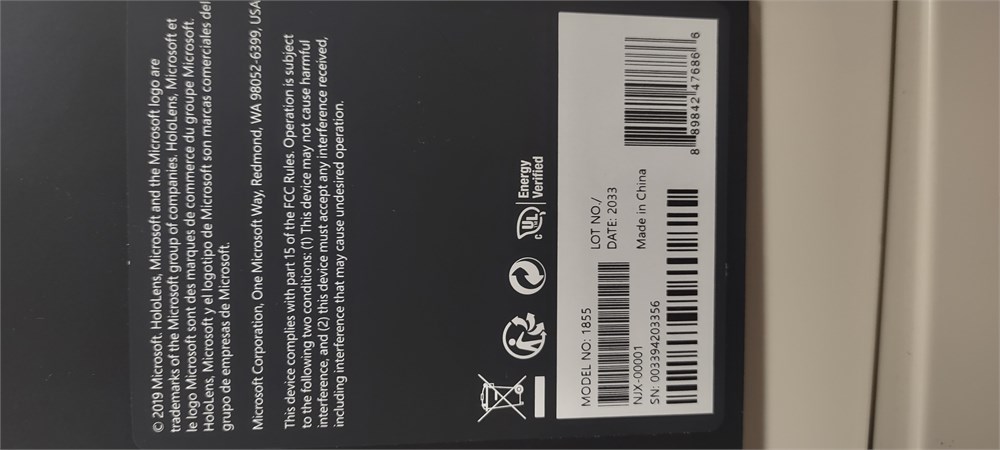 © 2019 Microsoft. HoloLens, Microsoft and the Microsoft logo are
trademarks of the Microsoft group of companies. HoloLens, Microsoft et
le logo Microsoft sont des marques de commerce du groupe Microsoft.
HoloLens, Microsoft y el logotipo de Microsoft son marcas comerciales del
grupo de empresas de Microsoft.
Microsoft Corporation, One Microsoft Way, Redmond, WA 98052-6399, USA
This device complies with part 15 of the FCC Rules. Operation is subject
to the following two conditions: (1) This device may not cause harmful
interference, and (2) this device must accept any interference received,
including interference that may cause undesired operation.
C UL Energy
Verified
MODEL NO: 1855
NJX-00001
SN: 003394203356
LOT NO./
DATE: 2033
Made in China
8 89842 47686 6